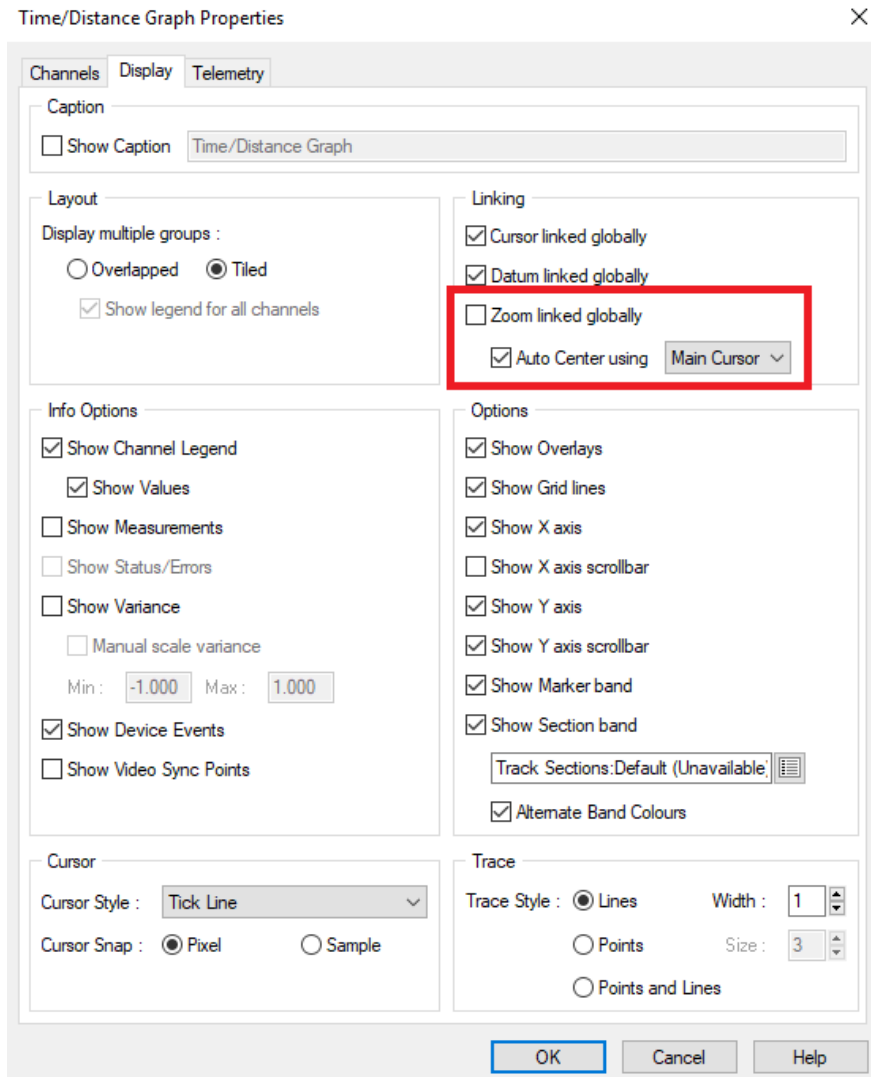 Time/Distance Graph Properties
Channels Display Telemetry
Caption
Show Caption Time/Distance Graph
Layout
Display multiple groups :
Overlapped Tiled
Show legend for all channels
Linking
Cursor linked globally
Datum linked globally
Zoom linked globally
Auto Center using Main Cursor
Info Options
Show Channel Legend
Show Values
Show Measurements
Show Status/Errors
Show Variance
Manual scale variance
Min : -1.000 Max : 1.000
Show Device Events
Show Video Sync Points
Options
Show Overlays
Show Grid lines
Show X axis
Show X axis scrollbar
Show Y axis
Show Y axis scrollbar
Show Marker band
Show Section band
Track Sections:Default (Unavailable)
Alternate Band Colours
Cursor
Cursor Style : Tick Line
Cursor Snap : Pixel Sample
Trace
Trace Style : Lines Width : 1
Points Size : 3
Points and Lines
OK Cancel Help